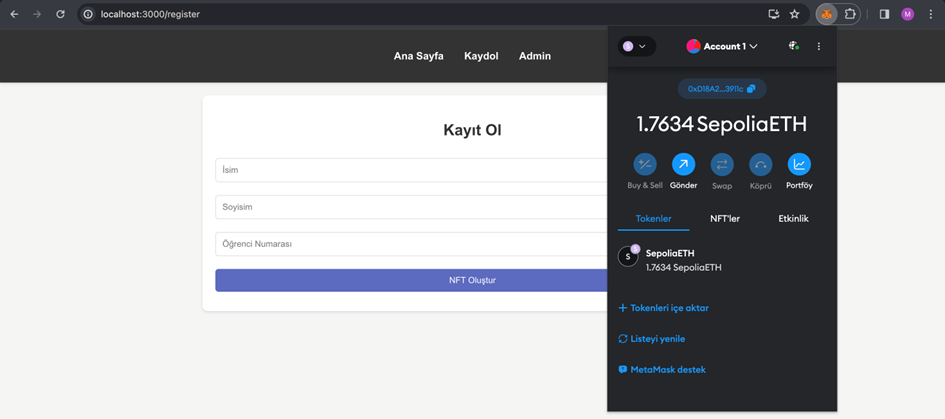 localhost:3000/register
M
Ana Sayfa Kaydol Admin
Kayıt Ol
İsim
Soyisim
Öğrenci Numarası
NFT Oluştur
S
Account 1
0xD18A2...3911c
1.7634 SepoliaETH
Buy & Sell Gönder Swap Köprü Portföy
Tokenler NFT'ler Etkinlik
S
S
SepoliaETH
1.7634 SepoliaETH
Tokenleri içe aktar
Listeyi yenile
MetaMask destek